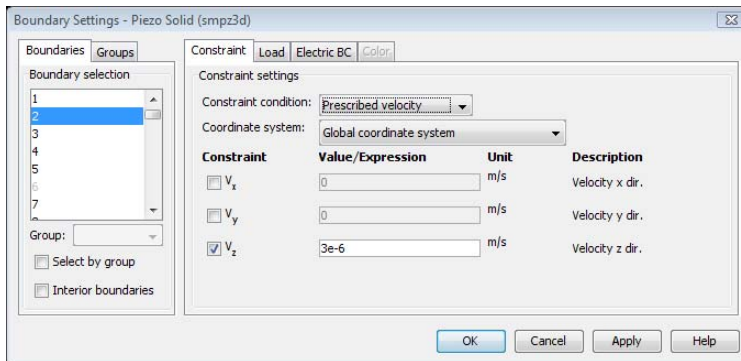 Boundary Settings - Piezo Solid (smpz3d)
Boundaries Groups
Boundary selection
1
2
3
4
5
6
7
Group:
Select by group
Interior boundaries
Constraint Load Electric BC Color
Constraint settings
Constraint condition: Prescribed velocity
Coordinate system: Global coordinate system
Constraint Value/Expression Unit Description
Vx 0 m/s Velocity x dir.
Vy 0 m/s Velocity y dir.
Vz 3e-6 m/s Velocity z dir.
OK Cancel Apply Help